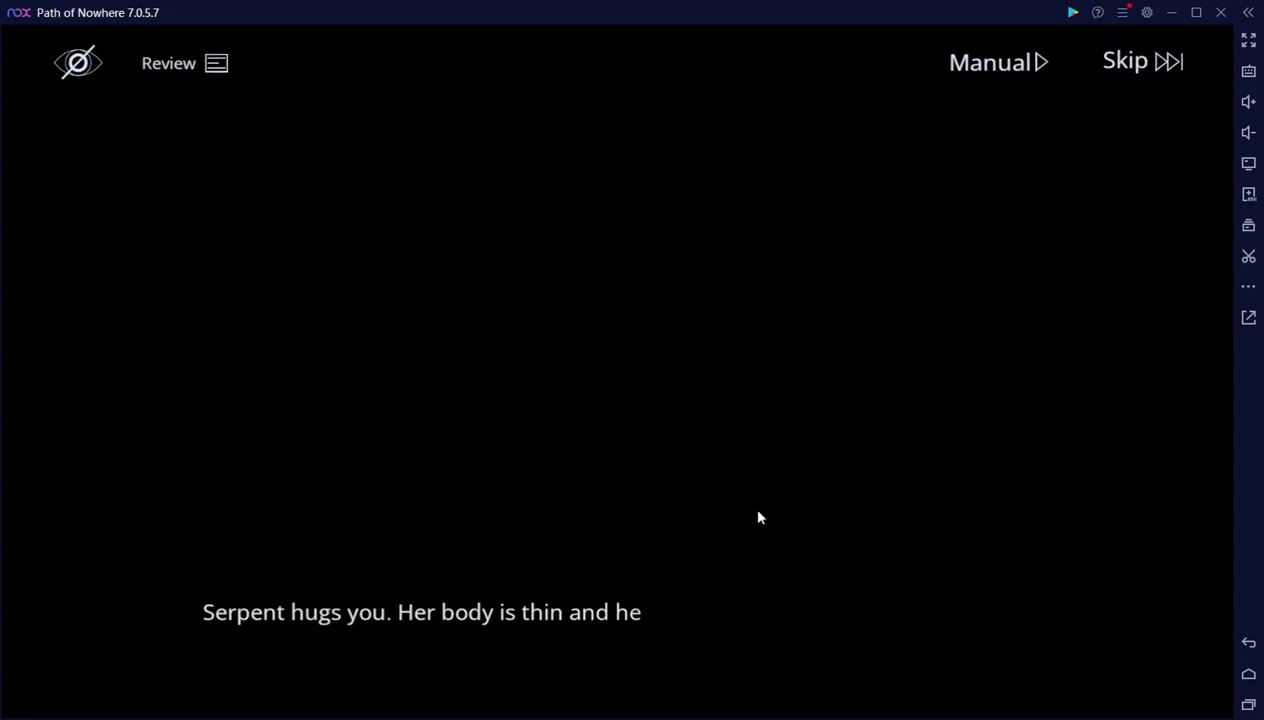 nox Path of Nowhere 7.0.5.7
Review
Manual
Skip
Serpent hugs you. Her body is thin and he